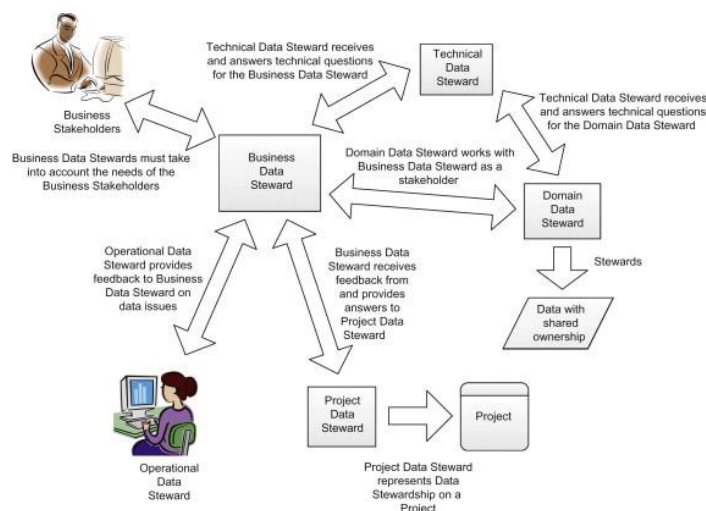 Technical Data Steward receives
and answers technical questions
for the Business Data Steward
Technical
Data
Steward
Business
Stakeholders
Technical Data Steward receives
and answers technical questions
for the Domain Data Steward
Business Data Stewards must take
into account the needs of the
Business Stakeholders
Business
Data
Steward
Domain Data Steward works with
Business Data Steward as a
stakeholder
Domain
Data
Steward
Operational Data
Steward provides
feedback to Business
Data Steward on
data issues
Business Data
Steward receives
feedback from
and provides
answers to
Project Data
Steward
Stewards
Data with
shared
ownership
Project
Data
Steward
Project
Operational
Data
Steward
Project Data Steward
represents Data
Stewardship on a
Project